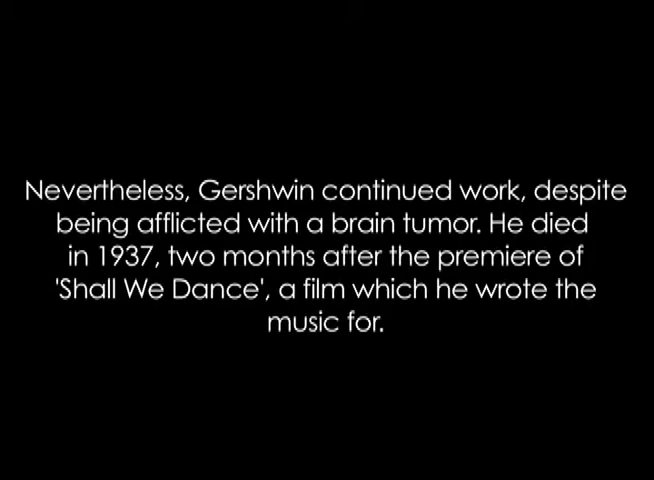 Nevertheless, Gershwin continued work, despite
being afflicted with a brain tumor. He died
in 1937, two months after the premiere of
'Shall We Dance', a film which he wrote the
music for.